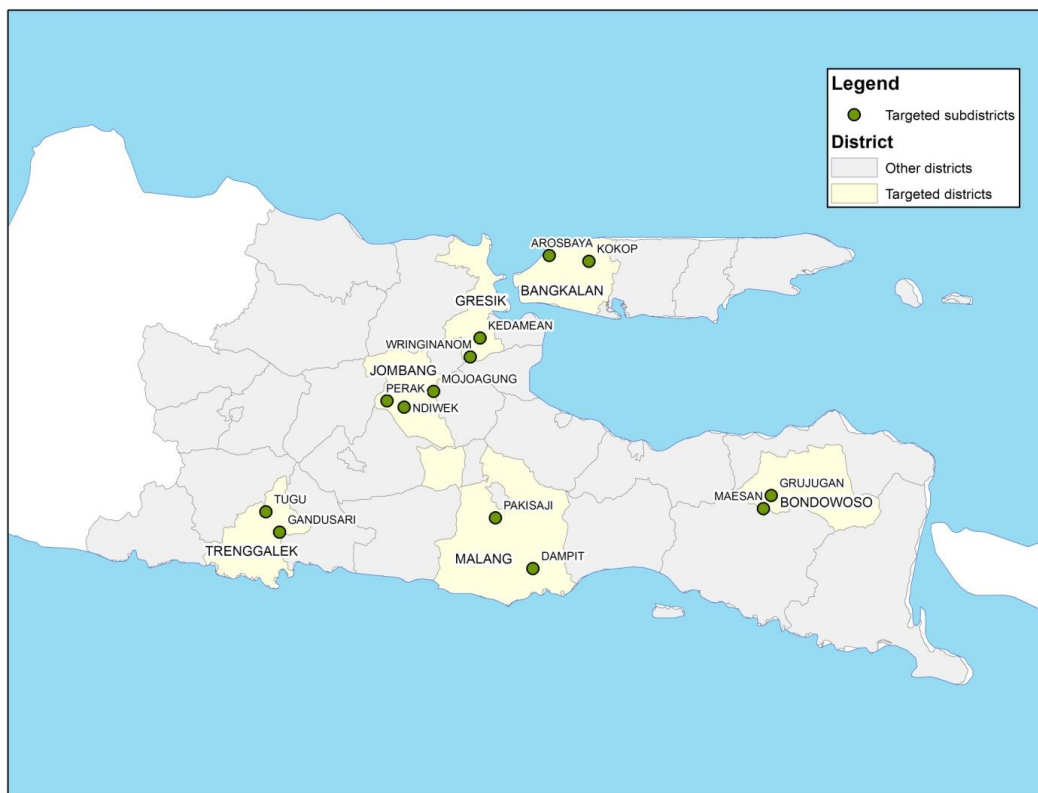 Legend
Targeted subdistricts
District
Other districts
Targeted districts
AROSBAYA
KOKOP
BANGKALAN
GRESIK
KEDAMEAN
WRINGINANOM
JOMBANG
MOJOAGUNG
PERAK
NDIWEK
TUGU
GANDUSARI
TRENGGALEK
PAKISAJI
MALANG
DAMPIT
GRUJUGAN
MAESAN
BONDOWOSO